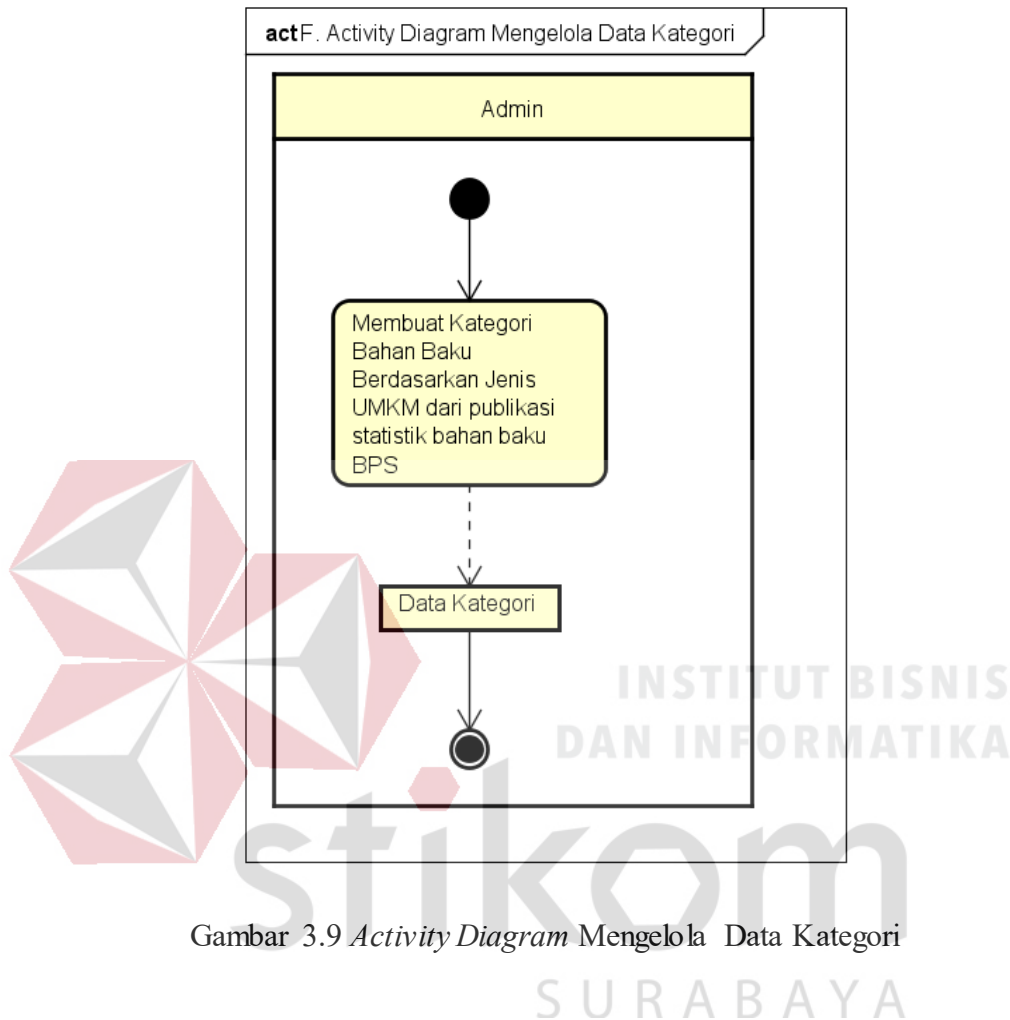 act F. Activity Diagram Mengelola Data Kategori
Admin
Membuat Kategori
Bahan Baku
Berdasarkan Jenis
UMKM dari publikasi
statistik bahan baku
BPS
Data Kategori
INSTITUT BISNIS
DAN INFORMATIKA
stikom
Gambar 3.9 Activity Diagram Mengelola Data Kategori
SURABAYA